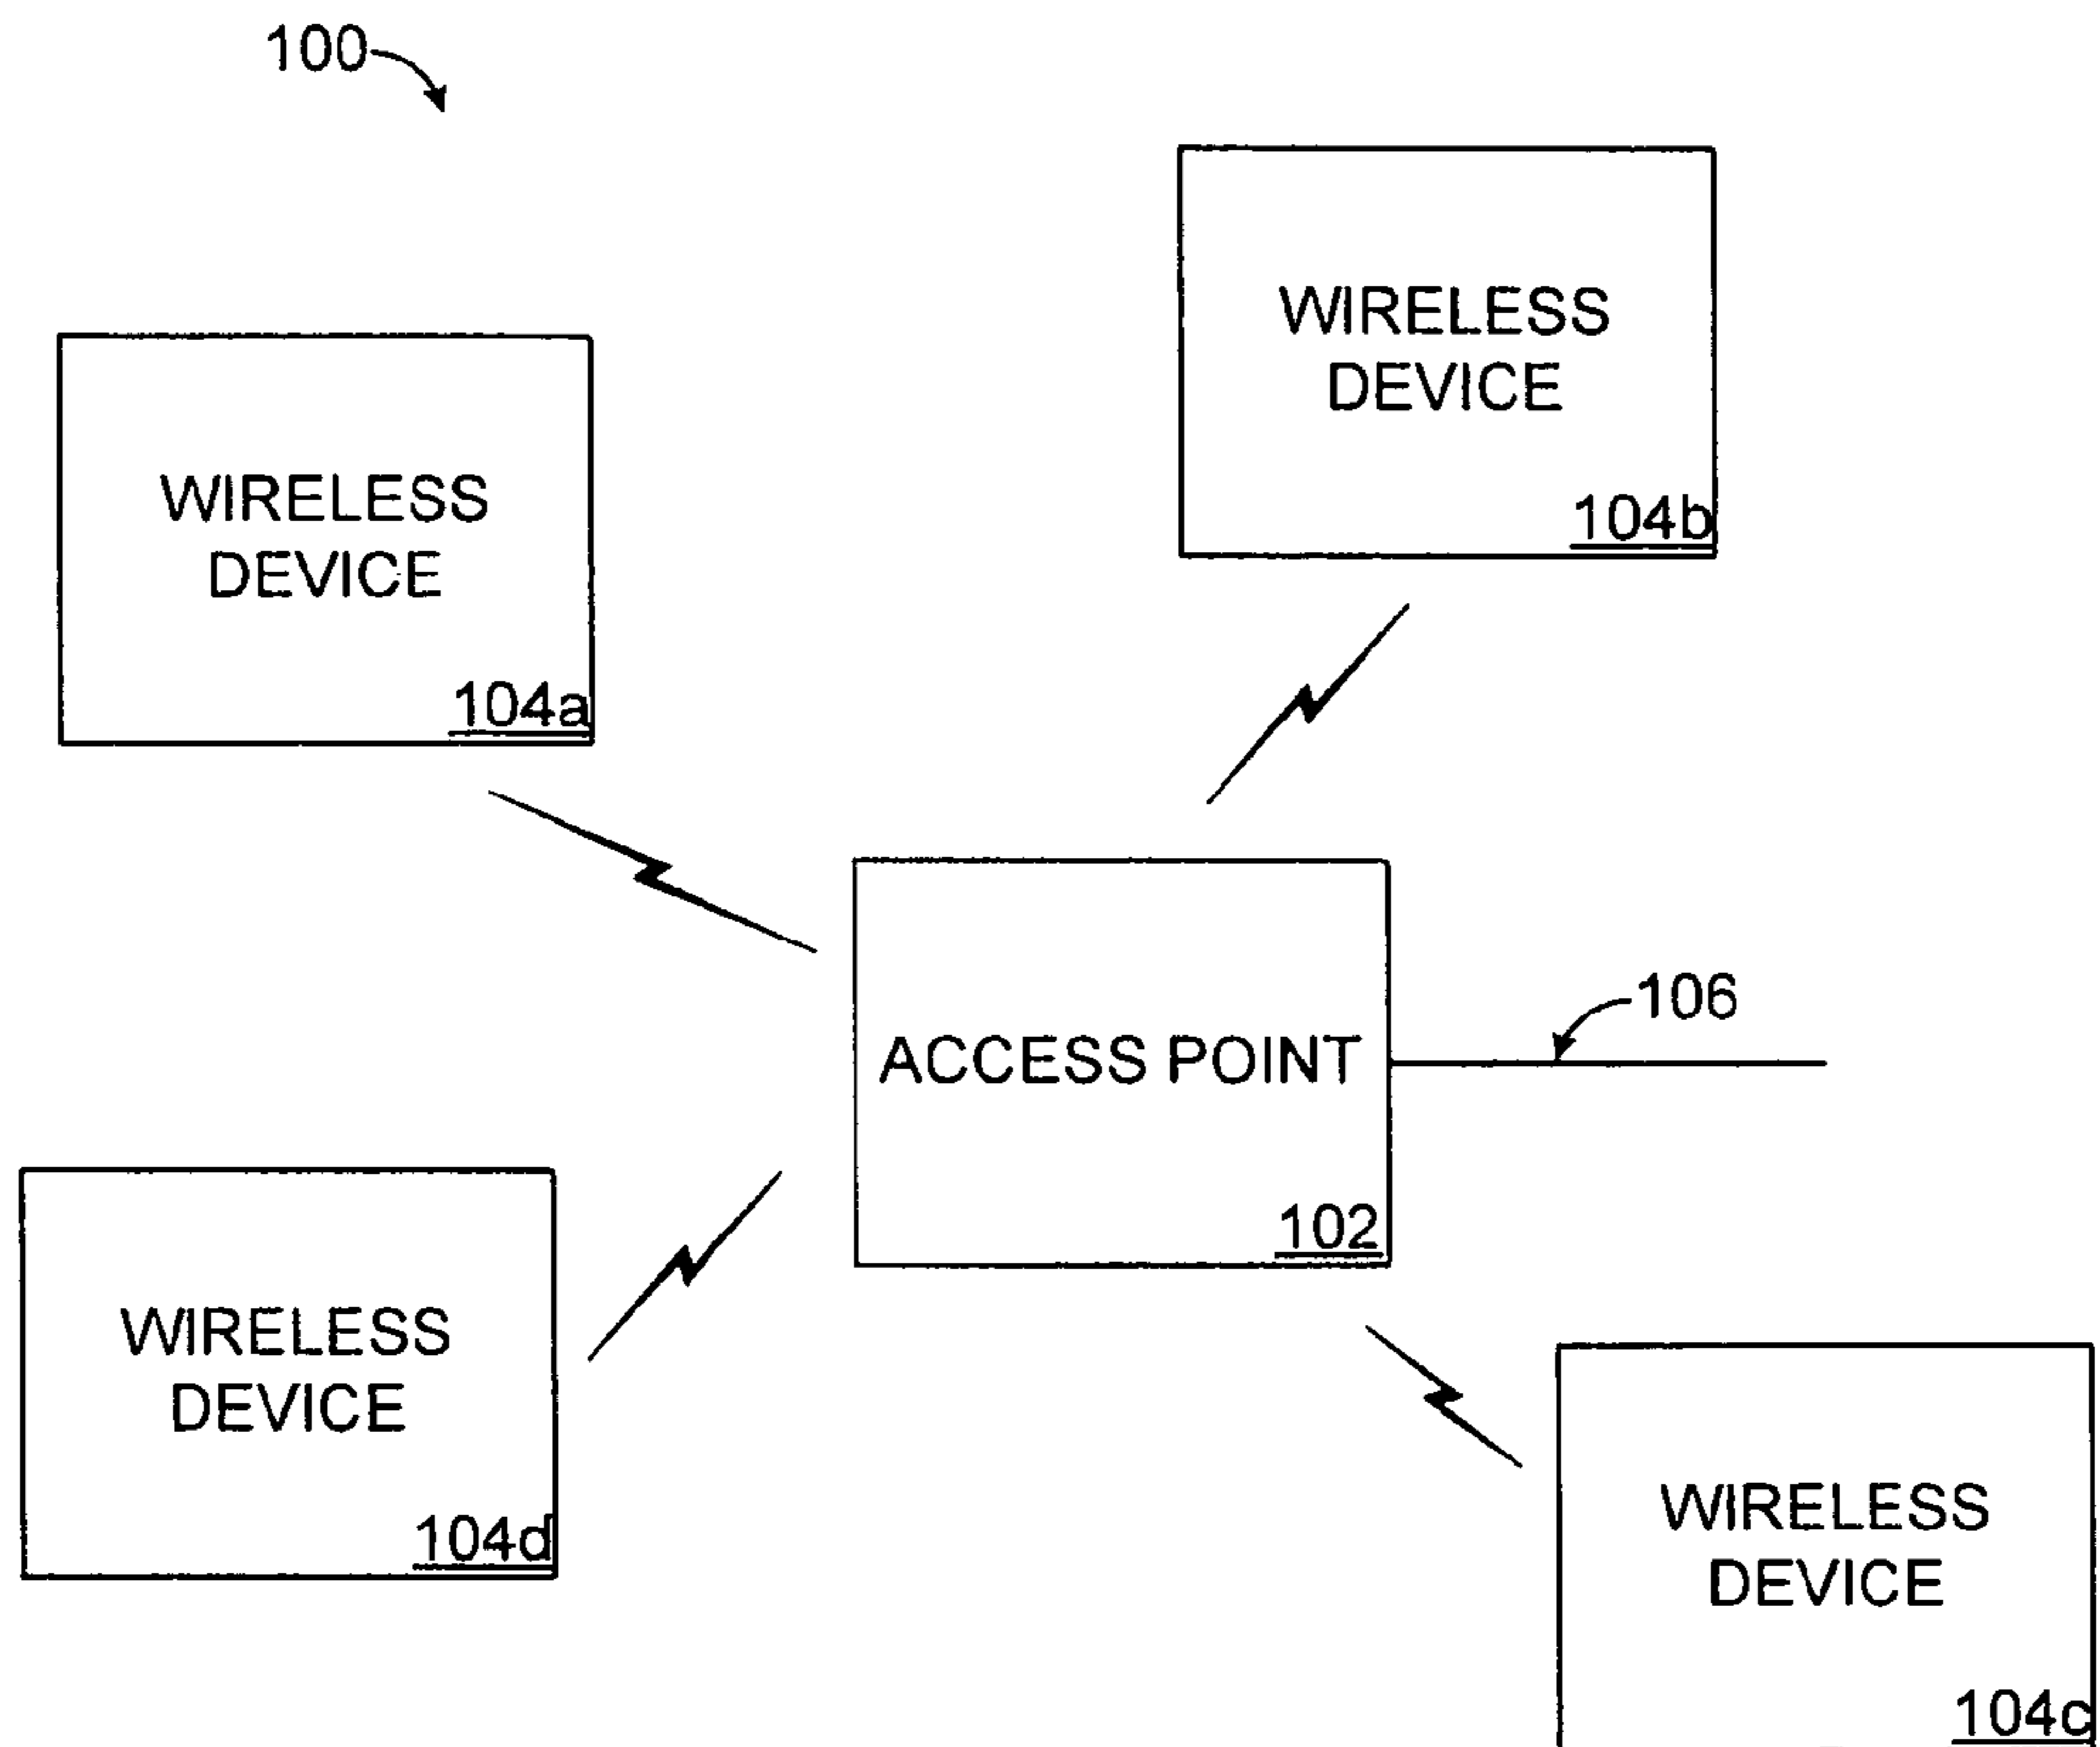 100
WIRELESS
DEVICE
104b
WIRELESS
DEVICE
104a
ACCESS POINT
102
106
WIRELESS
DEVICE
104d
WIRELESS
DEVICE
104c